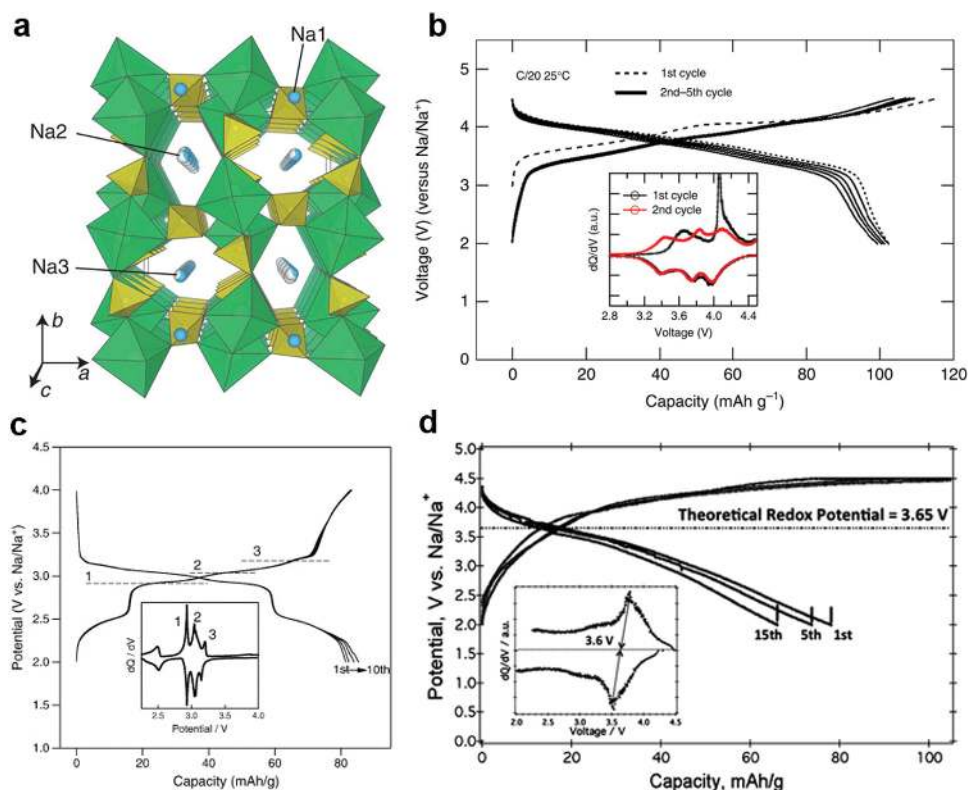 a
Na1
Na2
Na3
b
a
c
b
C/20 25°C
1st cycle
2nd–5th cycle
Voltage (V) (versus Na/Na+)
5
4
3
2
1
0 20 40 60 80 100 120
Capacity (mAh g⁻¹)
1st cycle
2nd cycle
dQ/dV (a.u.)
2.8 3.2 3.6 4.0 4.4
Voltage (V)
c
Potential (V vs. Na/Na+)
4.5
4.0
3.5
3.0
2.5
2.0
1.5
1.0
0 20 40 60 80
Capacity (mAh/g)
1
2
3
1st 10th
dQ / dV
1 2 3
2.5 3.0 3.5 4.0
Potential / V
d
Potential, V vs. Na/Na⁺
5.0
4.5
4.0
3.5
3.0
2.5
2.0
1.5
1.0
0.5
0.0
0 20 40 60 80 100
Capacity, mAh/g
Theoretical Redox Potential = 3.65 V
15th 5th 1st
3.6 V
dQ/dV / a.u.
2.0 2.5 3.0 3.5 4.0 4.5
Voltage / V